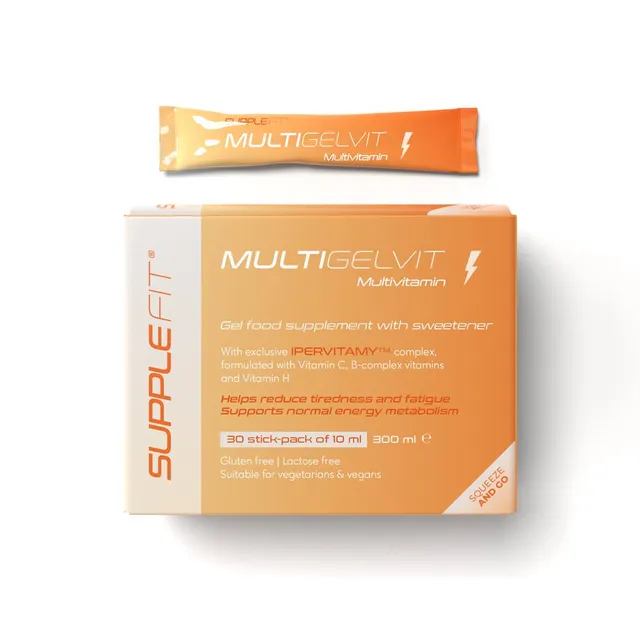 SUPPLEFIT
MULTIGELVIT
Multivitamin
SUPPLEFIT®
MULTIGELVIT
Multivitamin
Gel food supplement with sweetener
With exclusive IPERVITAMY™ complex,
formulated with Vitamin C, B-complex vitamins
and Vitamin H
Helps reduce tiredness and fatigue
Supports normal energy metabolism
30 stick-pack of 10 ml 300 ml ℮
Gluten free | Lactose free
Suitable for vegetarians & vegans
SQUEEZE
AND GO